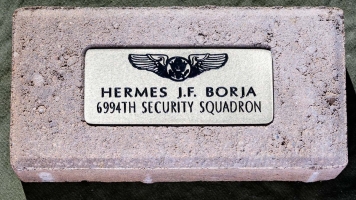 HERMES J.F. BORJA
6994TH SECURITY SQUADRON